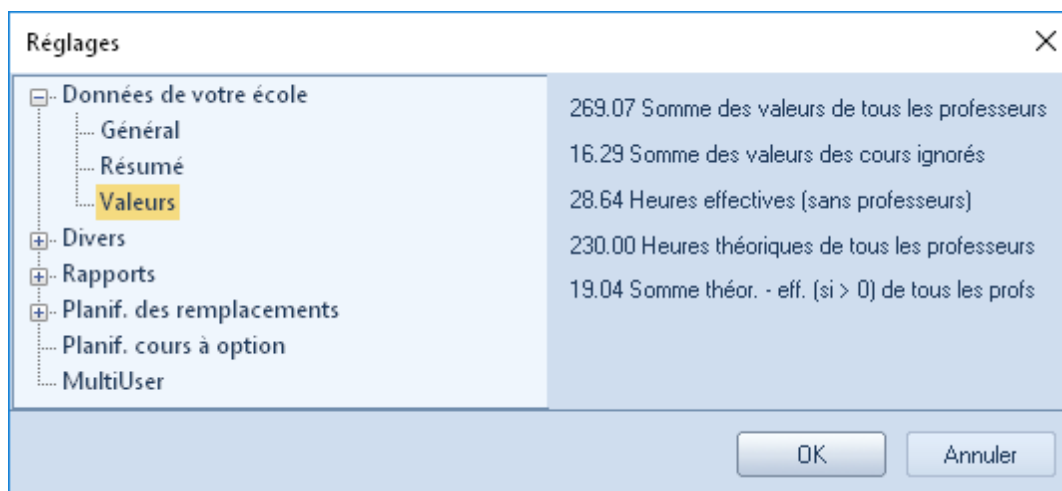 Réglages
Données de votre école
Général
Résumé
Valeurs
Divers
Rapports
Planif. des remplacements
Planif. cours à option
MultiUser
269.07 Somme des valeurs de tous les professeurs
16.29 Somme des valeurs des cours ignorés
28.64 Heures effectives (sans professeurs)
230.00 Heures théoriques de tous les professeurs
19.04 Somme théor. - eff. (si > 0) de tous les profs
OK
Annuler